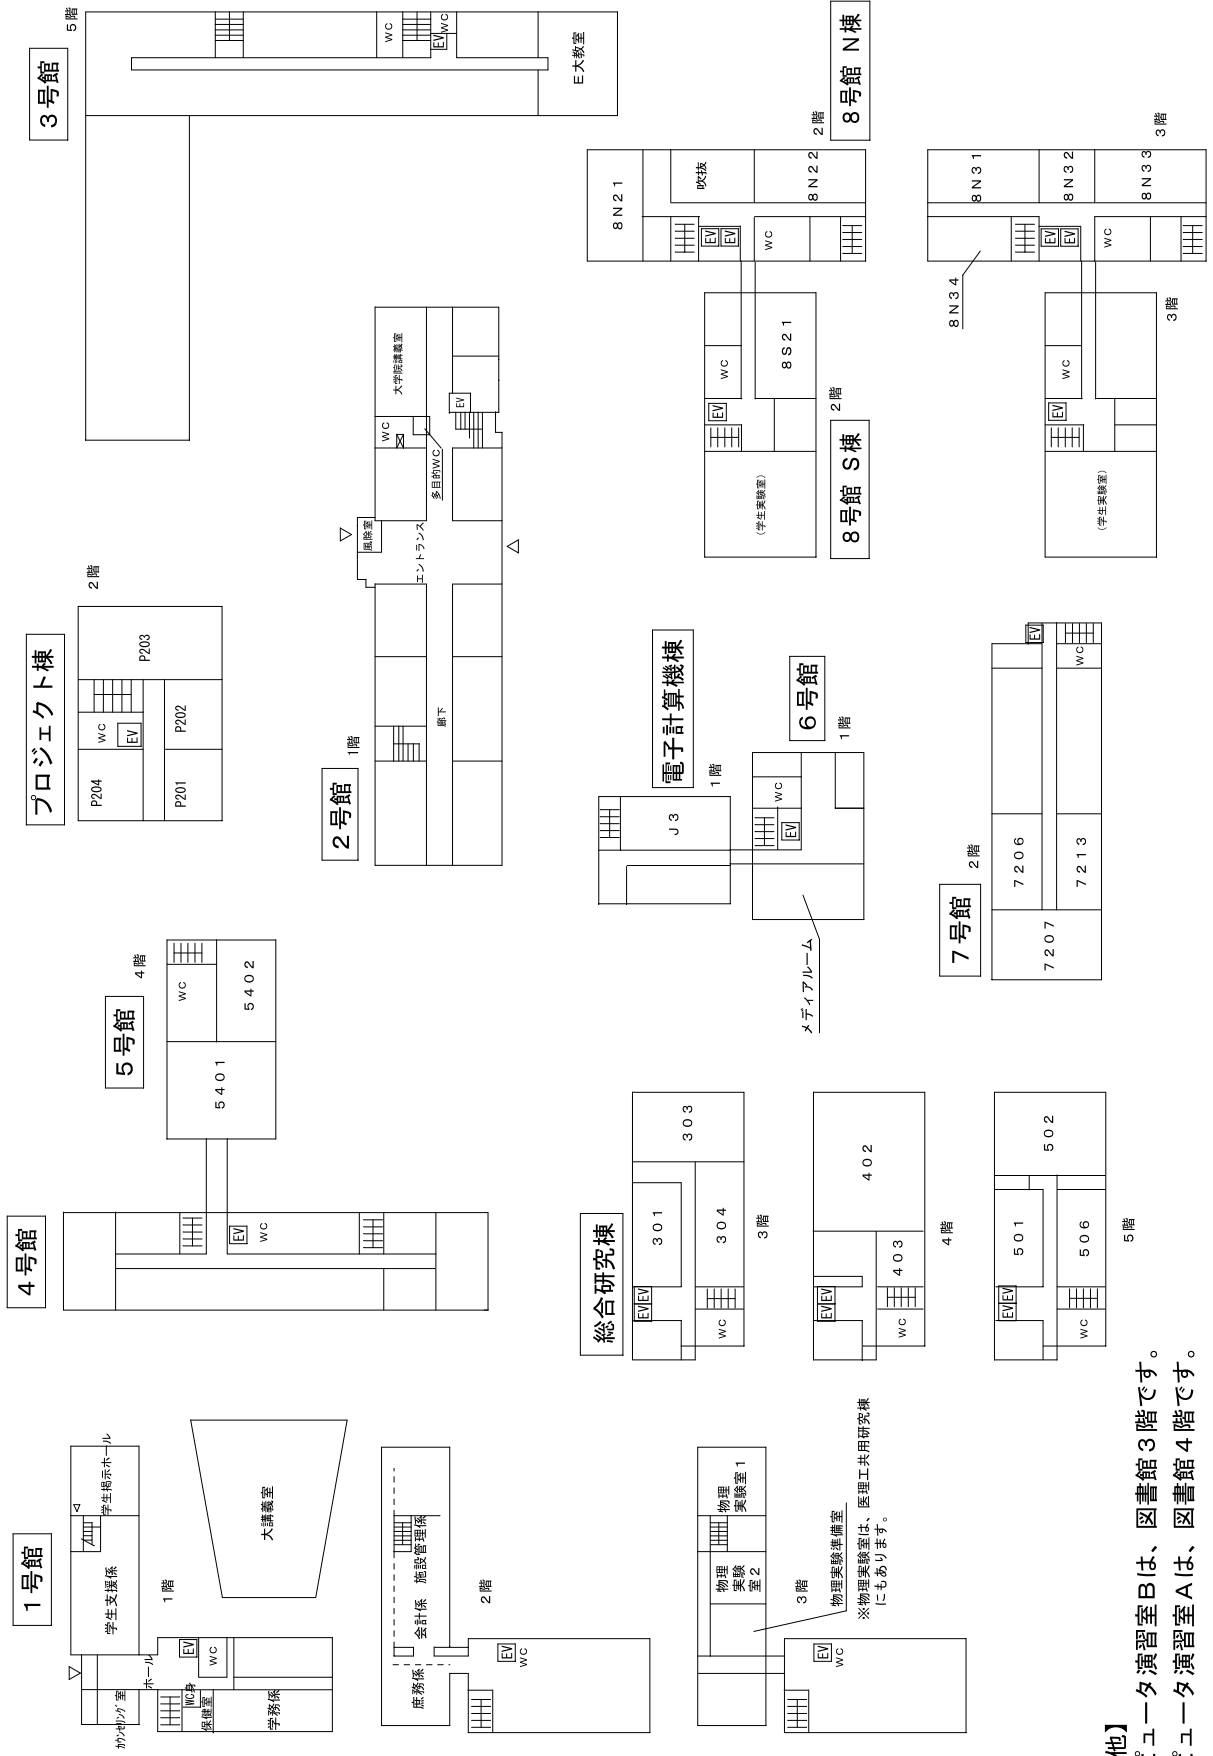 1号館
学生掲示ホール
学生支援係
大講義室
1階
ホール
EV
WC
WC身
カウンセリング室
保健室
学務係
会計係 施設管理係
庶務係
2階
EV
WC
物理
実験室1
物理
実験
室2
物理実験準備室
※物理実験室は、医理工共用研究棟
にもあります。
3階
EV
WC
4号館
EV
WC
5号館
4階
WC
5402
5401
総合研究棟
303
301
304
EV
EV
WC
3階
402
403
EV
EV
WC
4階
502
501
506
EV
EV
WC
5階
プロジェクト棟
2階
P203
P202
P201
P204
WC
EV
2号館
1階
大学院講義室
WC
EV
多目的WC
風除室
エントランス
廊下
電子計算機棟
1階
J3
6号館
1階
WC
EV
メディアルーム
7号館
2階
7206
7213
7207
EV
WC
3号館
5階
WC
WC
EV
E大教室
8号館 N棟
2階
8N21
吹抜
8N22
EV
EV
WC
8号館 S棟
2階
8S21
WC
EV
(学生実験室)
3階
8N31
8N32
8N33
8N34
EV
EV
WC
3階
WC
EV
(学生実験室)
他】
ピュータ演習室Bは、図書館3階です。
ピュータ演習室Aは、図書館4階です。